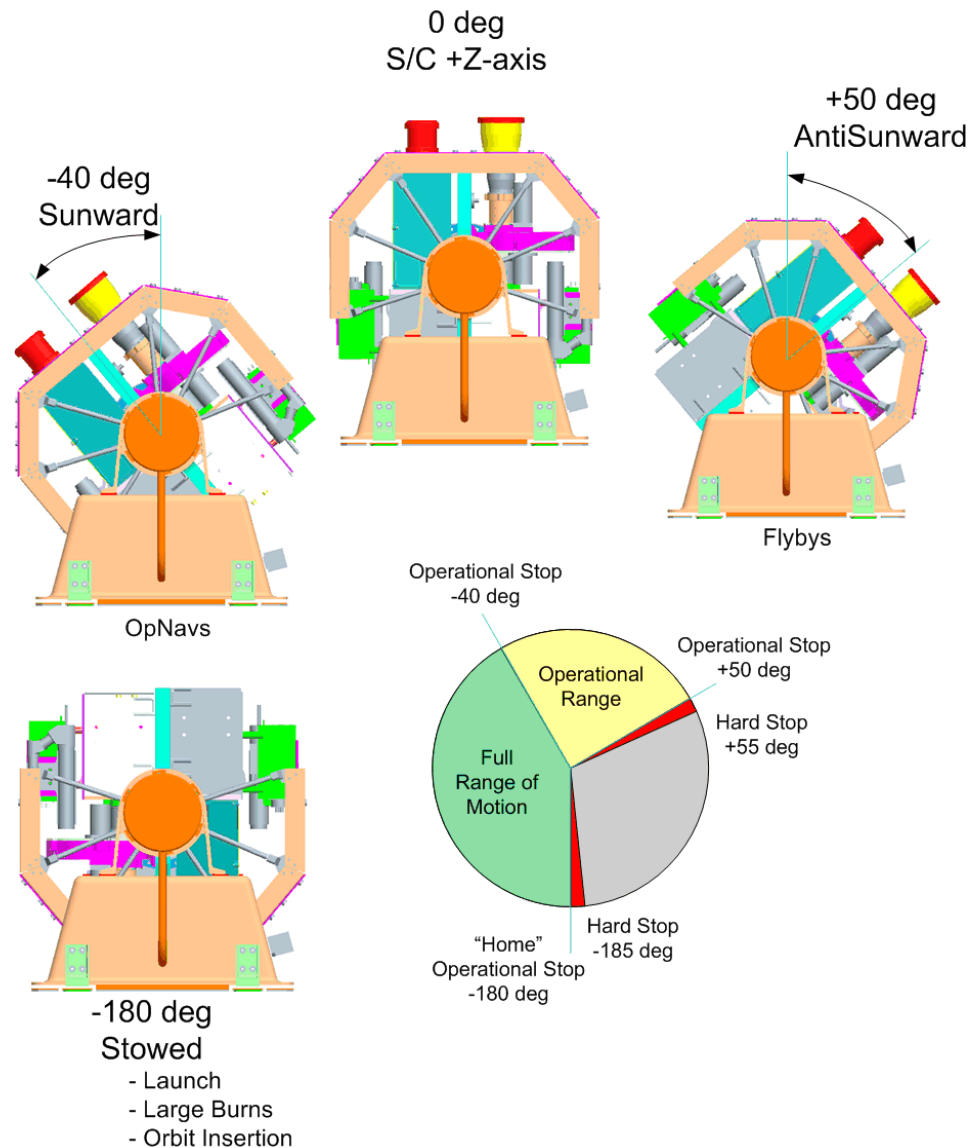 0 deg
S/C +Z-axis
+50 deg
AntiSunward
-40 deg
Sunward
Flybys
OpNavs
Operational Stop
-40 deg
Operational Stop
+50 deg
Operational
Range
Hard Stop
+55 deg
Full
Range of
Motion
Hard Stop
-185 deg
“Home”
Operational Stop
-180 deg
-180 deg
Stowed
- Launch
- Large Burns
- Orbit Insertion